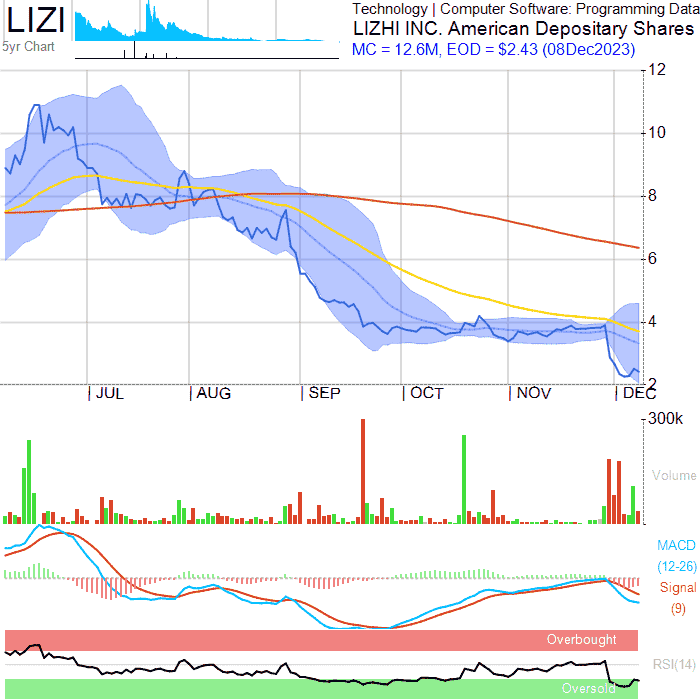 LIZI
5yr Chart
Technology | Computer Software: Programming Data
LIZHI INC. American Depositary Shares
MC = 12.6M, EOD = $2.43 (08Dec2023)
12
10
8
6
4
2
JUL AUG SEP OCT NOV DEC
300k
Volume
MACD
(12-26)
Signal
(9)
Overbought
RSI(14)
Oversold